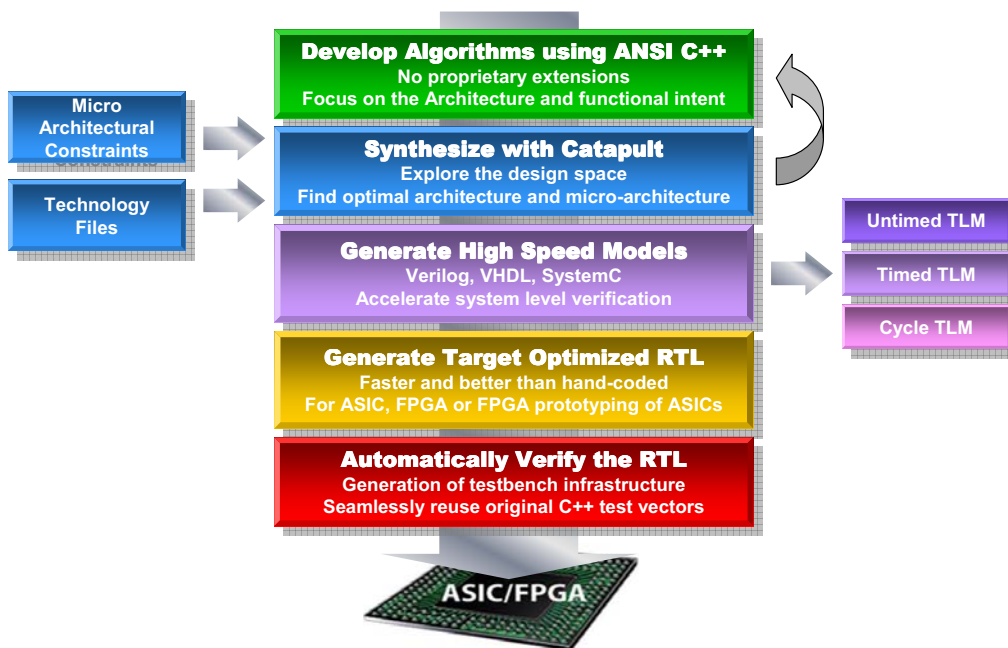 Develop Algorithms using ANSI C++
No proprietary extensions
Focus on the Architecture and functional intent
Micro
Architectural
Constraints
Synthesize with Catapult
Explore the design space
Find optimal architecture and micro-architecture
Technology
Files
Generate High Speed Models
Verilog, VHDL, SystemC
Accelerate system level verification
Untimed TLM
Timed TLM
Cycle TLM
Generate Target Optimized RTL
Faster and better than hand-coded
For ASIC, FPGA or FPGA prototyping of ASICs
Automatically Verify the RTL
Generation of testbench infrastructure
Seamlessly reuse original C++ test vectors
ASIC/FPGA